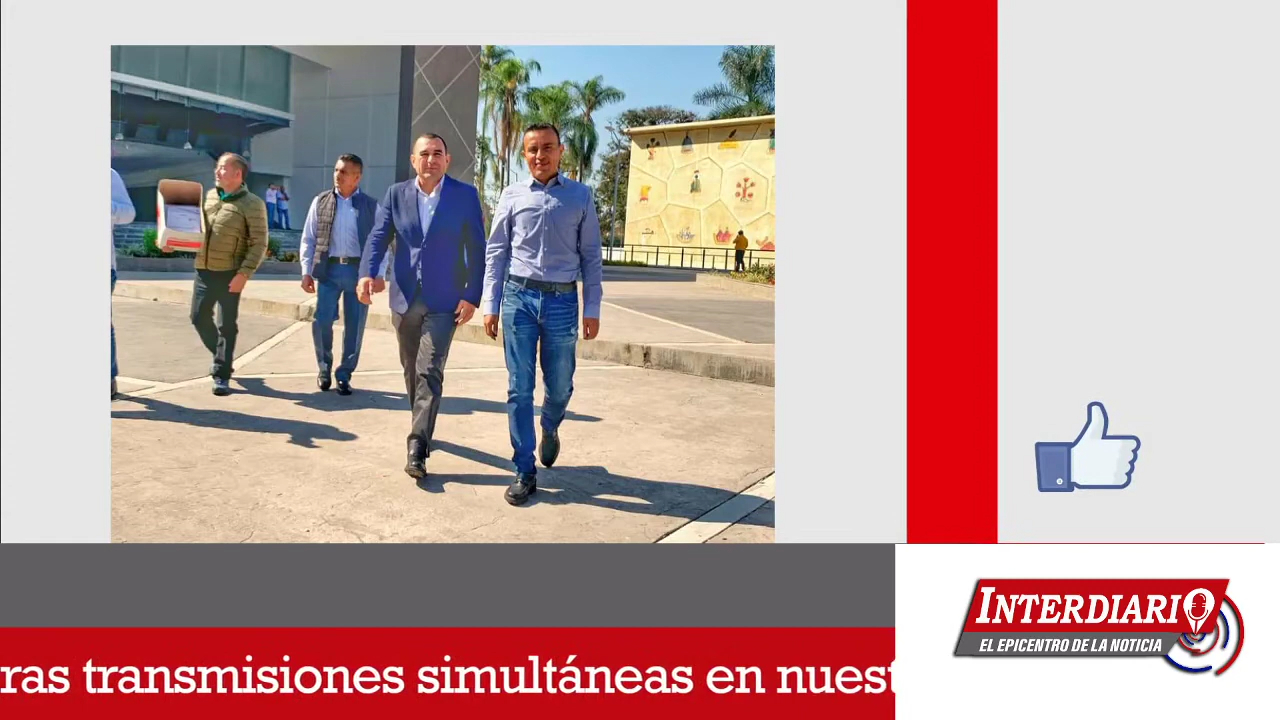 INTERDIARIO
EL EPICENTRO DE LA NOTICIA
ras transmisiones simultáneas en nuest